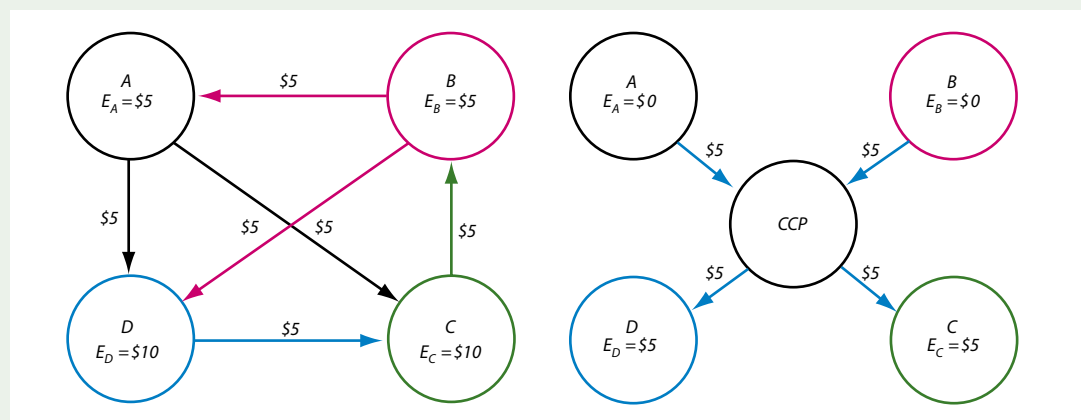 A
E_A = $5
$5
B
E_B = $5
$5
$5
$5
$5
D
E_D = $10
$5
C
E_C = $10
A
E_A = $0
B
E_B = $0
$5
$5
CCP
$5
$5
D
E_D = $5
C
E_C = $5